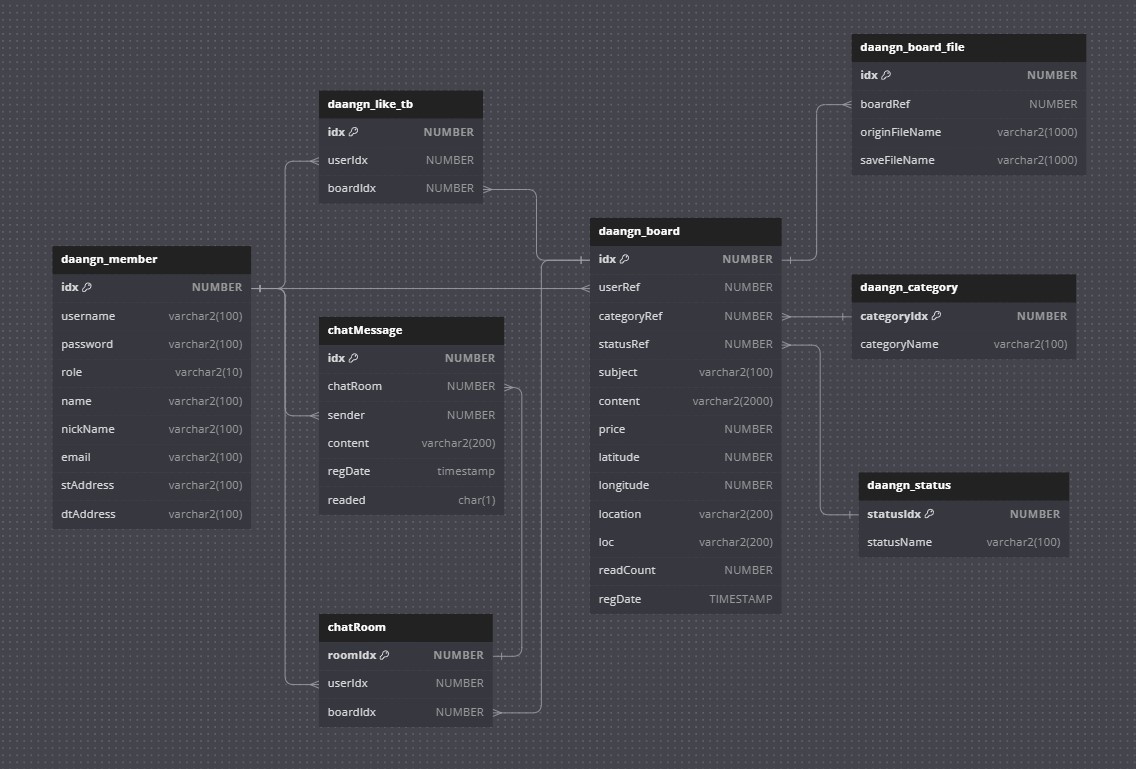 daangn_member
idx NUMBER
username varchar2(100)
password varchar2(100)
role varchar2(10)
name varchar2(100)
nickName varchar2(100)
email varchar2(100)
stAddress varchar2(100)
dtAddress varchar2(100)
daangn_like_tb
idx NUMBER
userIdx NUMBER
boardIdx NUMBER
chatMessage
idx NUMBER
chatRoom NUMBER
sender NUMBER
content varchar2(200)
regDate timestamp
readed char(1)
chatRoom
roomIdx NUMBER
userIdx NUMBER
boardIdx NUMBER
daangn_board
idx NUMBER
userRef NUMBER
categoryRef NUMBER
statusRef NUMBER
subject varchar2(100)
content varchar2(2000)
price NUMBER
latitude NUMBER
longitude NUMBER
location varchar2(200)
loc varchar2(200)
readCount NUMBER
regDate TIMESTAMP
daangn_board_file
idx NUMBER
boardRef NUMBER
originFileName varchar2(1000)
saveFileName varchar2(1000)
daangn_category
categoryIdx NUMBER
categoryName varchar2(100)
daangn_status
statusIdx NUMBER
statusName varchar2(100)